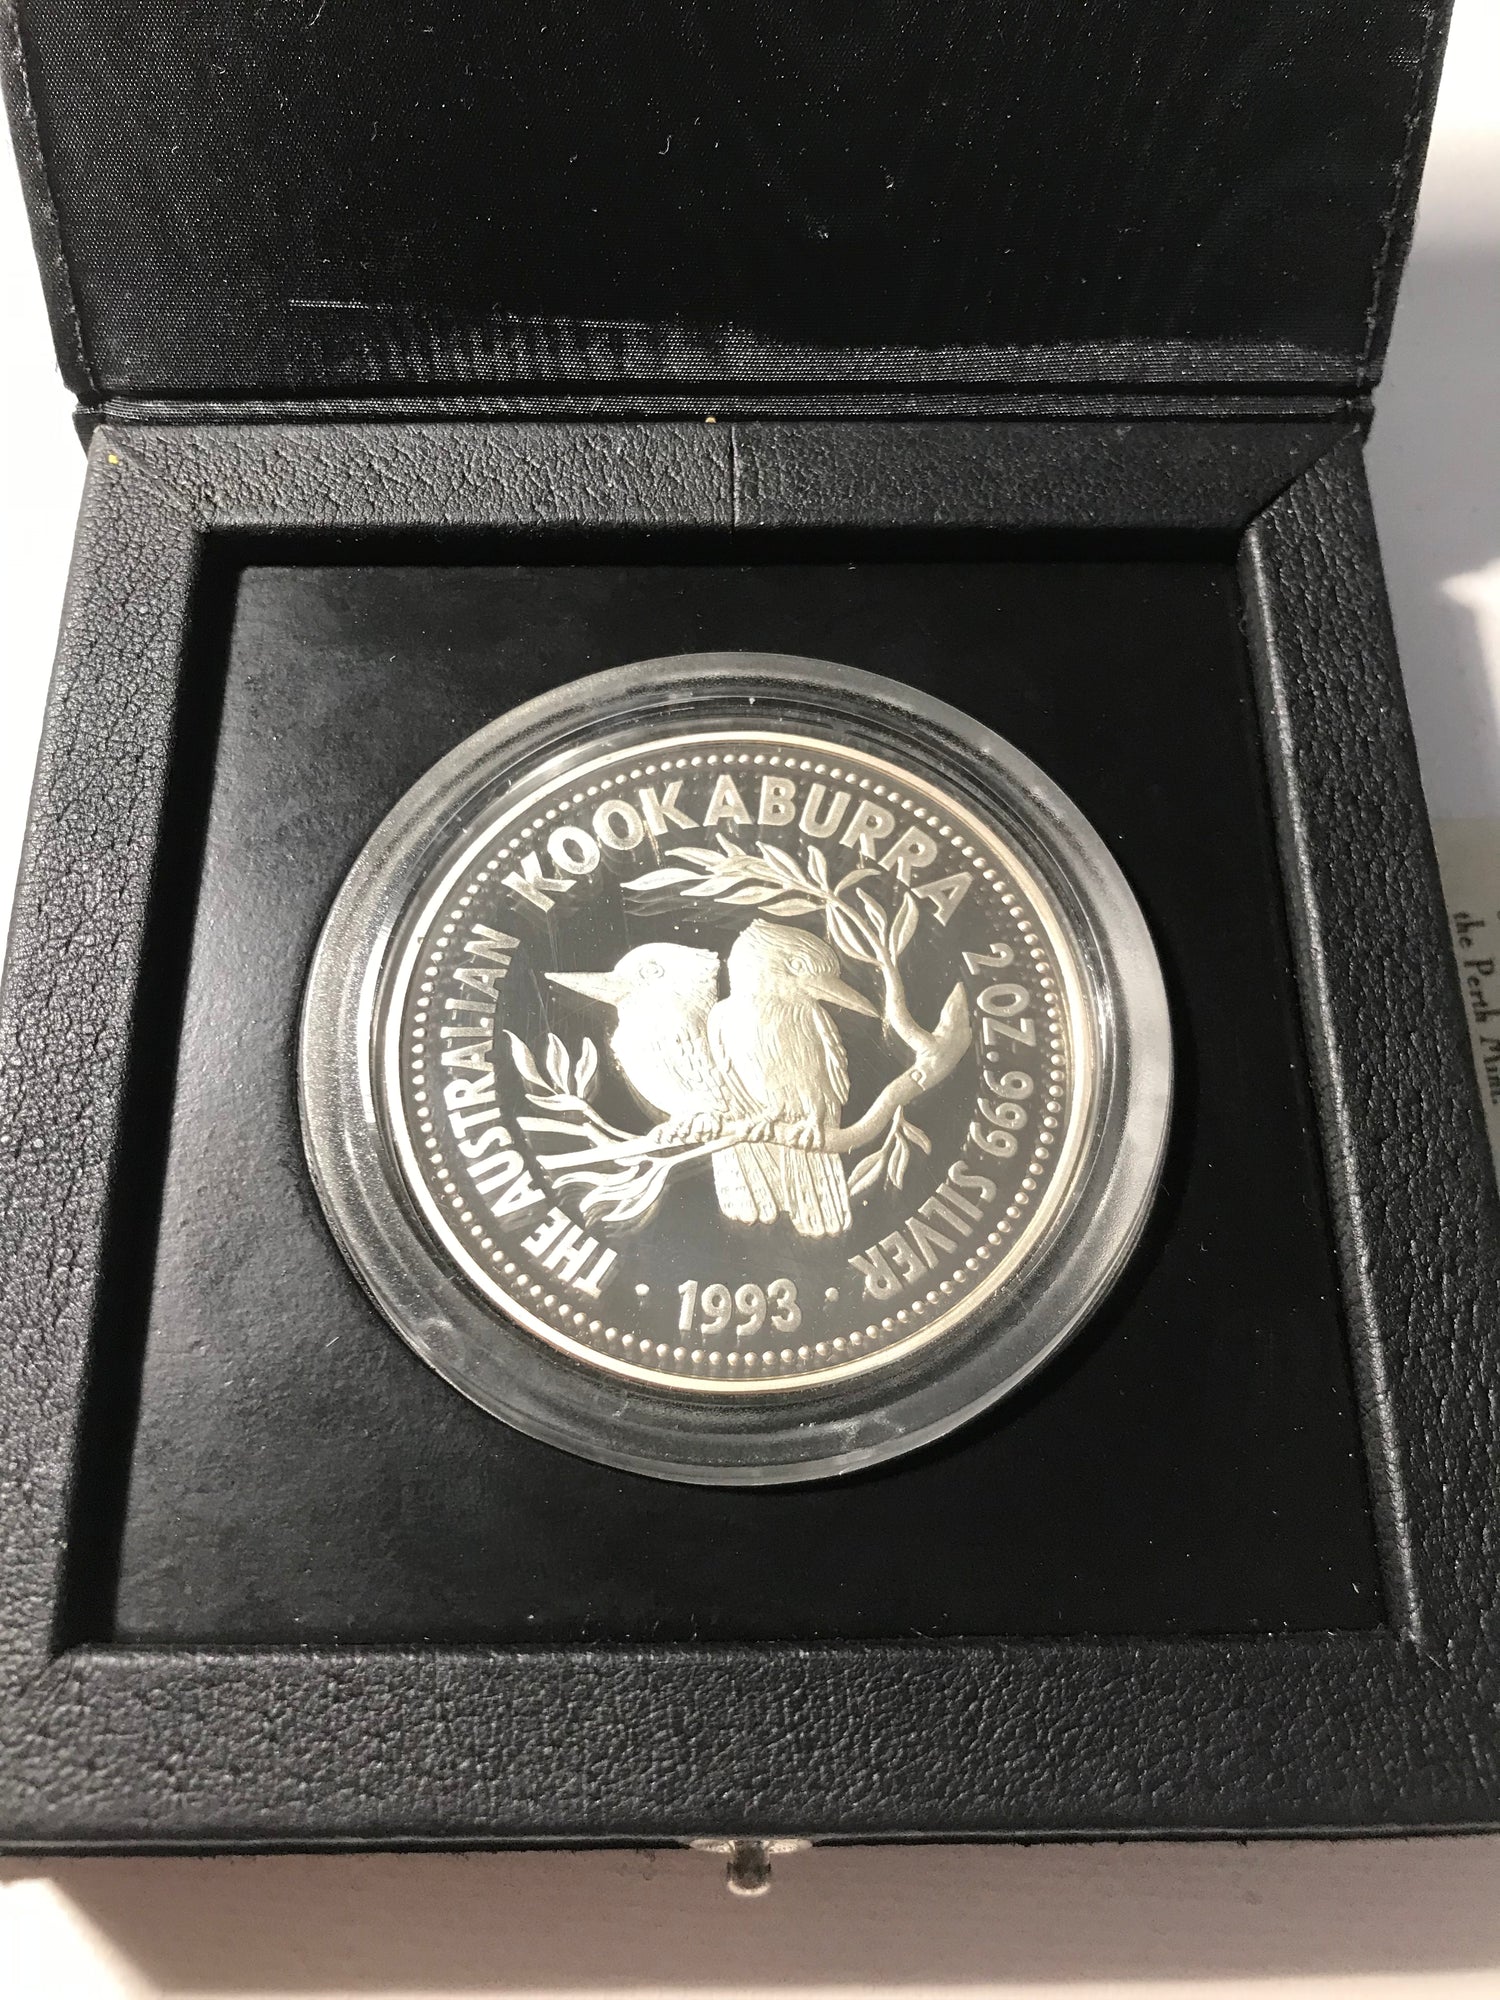 THE AUSTRALIAN KOOKABURRA 2 OZ. 999 SILVER
· 1993 ·
P
the Perth Mint.